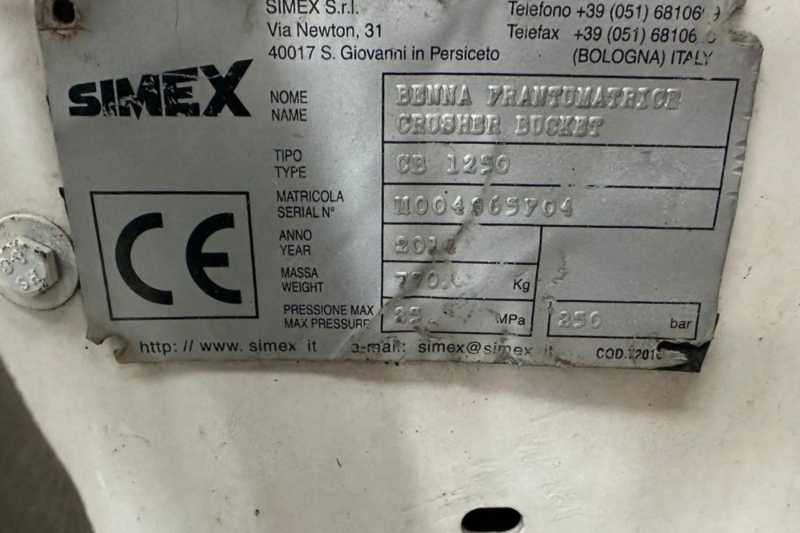 SIMEX S.r.l.
Via Newton, 31
40017 S. Giovanni in Persiceto
Telefono +39 (051)
Telefax +39 (051)
(BOLOGNA) ITALY
SIMEX
NOME
NAME
BENNA FRANTUMATRICE
CRUSHER BUCKET
TIPO
TYPE
CB 1250
MATRICOLA
SERIAL N°
ANNO
YEAR
MASSA
WEIGHT
Kg
PRESSIONE MAX
MAX PRESSURE
MPa
250
bar
CE
http://www.simex it
e-mail: simex@simex it